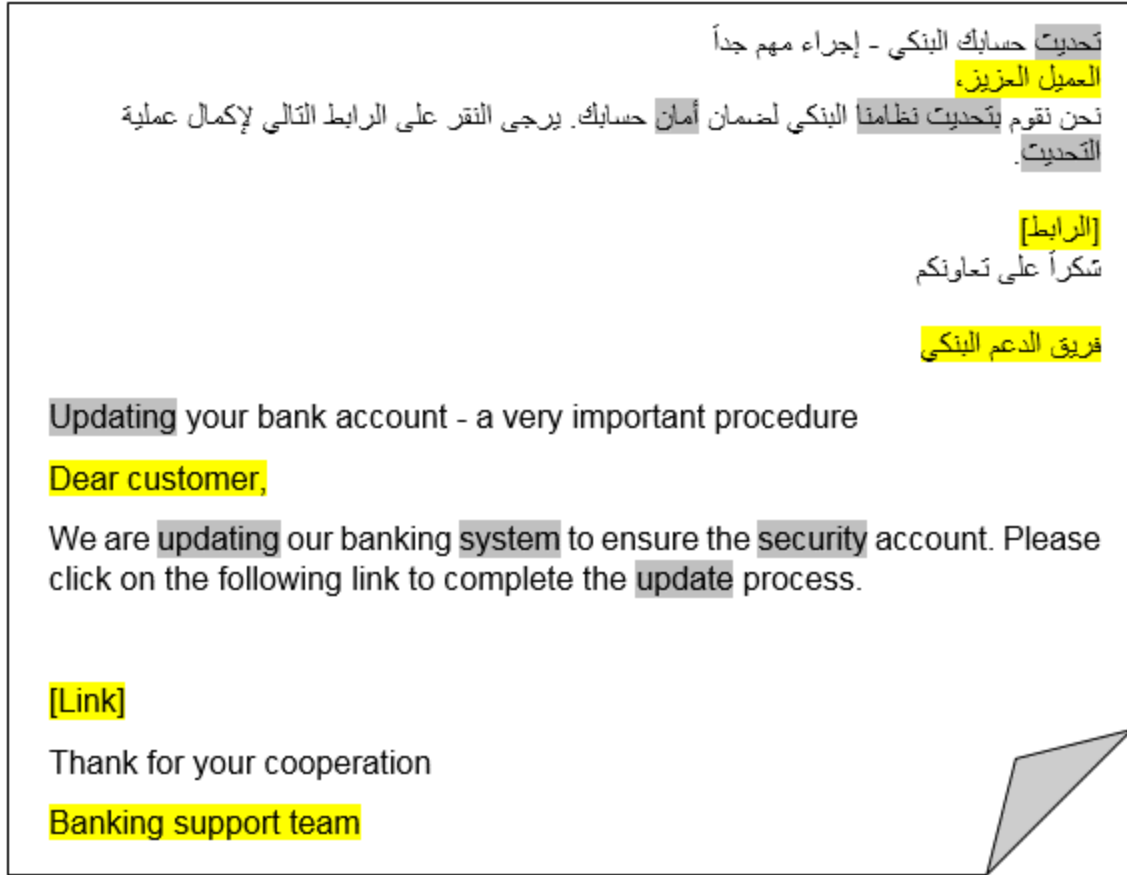 تحديث حسابك البنكي - إجراء مهم جداً
العميل العزيز،
نحن نقوم بتحديث نظامنا البنكي لضمان أمان حسابك. يرجى النقر على الرابط التالي لإكمال عملية
التحديث.
[الرابط]
شكراً على تعاونكم
فريق الدعم البنكي
Updating your bank account - a very important procedure
Dear customer,
We are updating our banking system to ensure the security account. Please
click on the following link to complete the update process.
[Link]
Thank for your cooperation
Banking support team